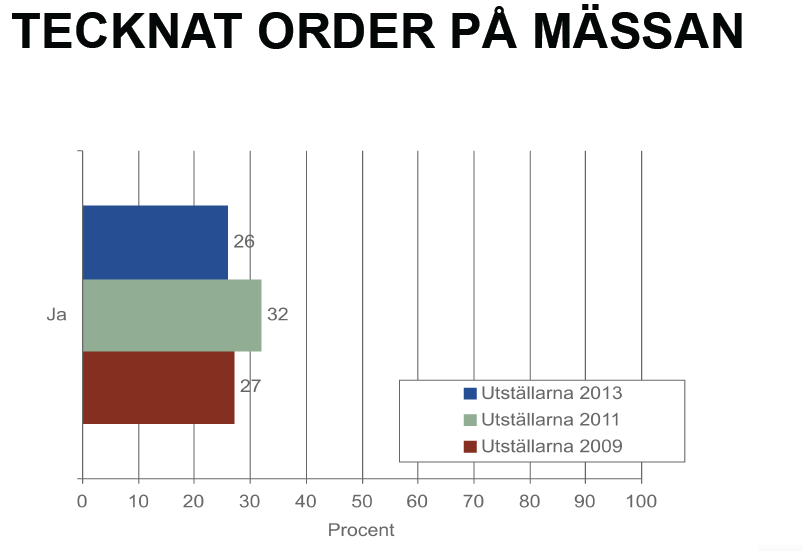 TECKNAT ORDER PÅ MÄSSAN
26
Ja
32
27
Utställarna 2013
Utställarna 2011
Utställarna 2009
0 10 20 30 40 50 60 70 80 90 100
Procent